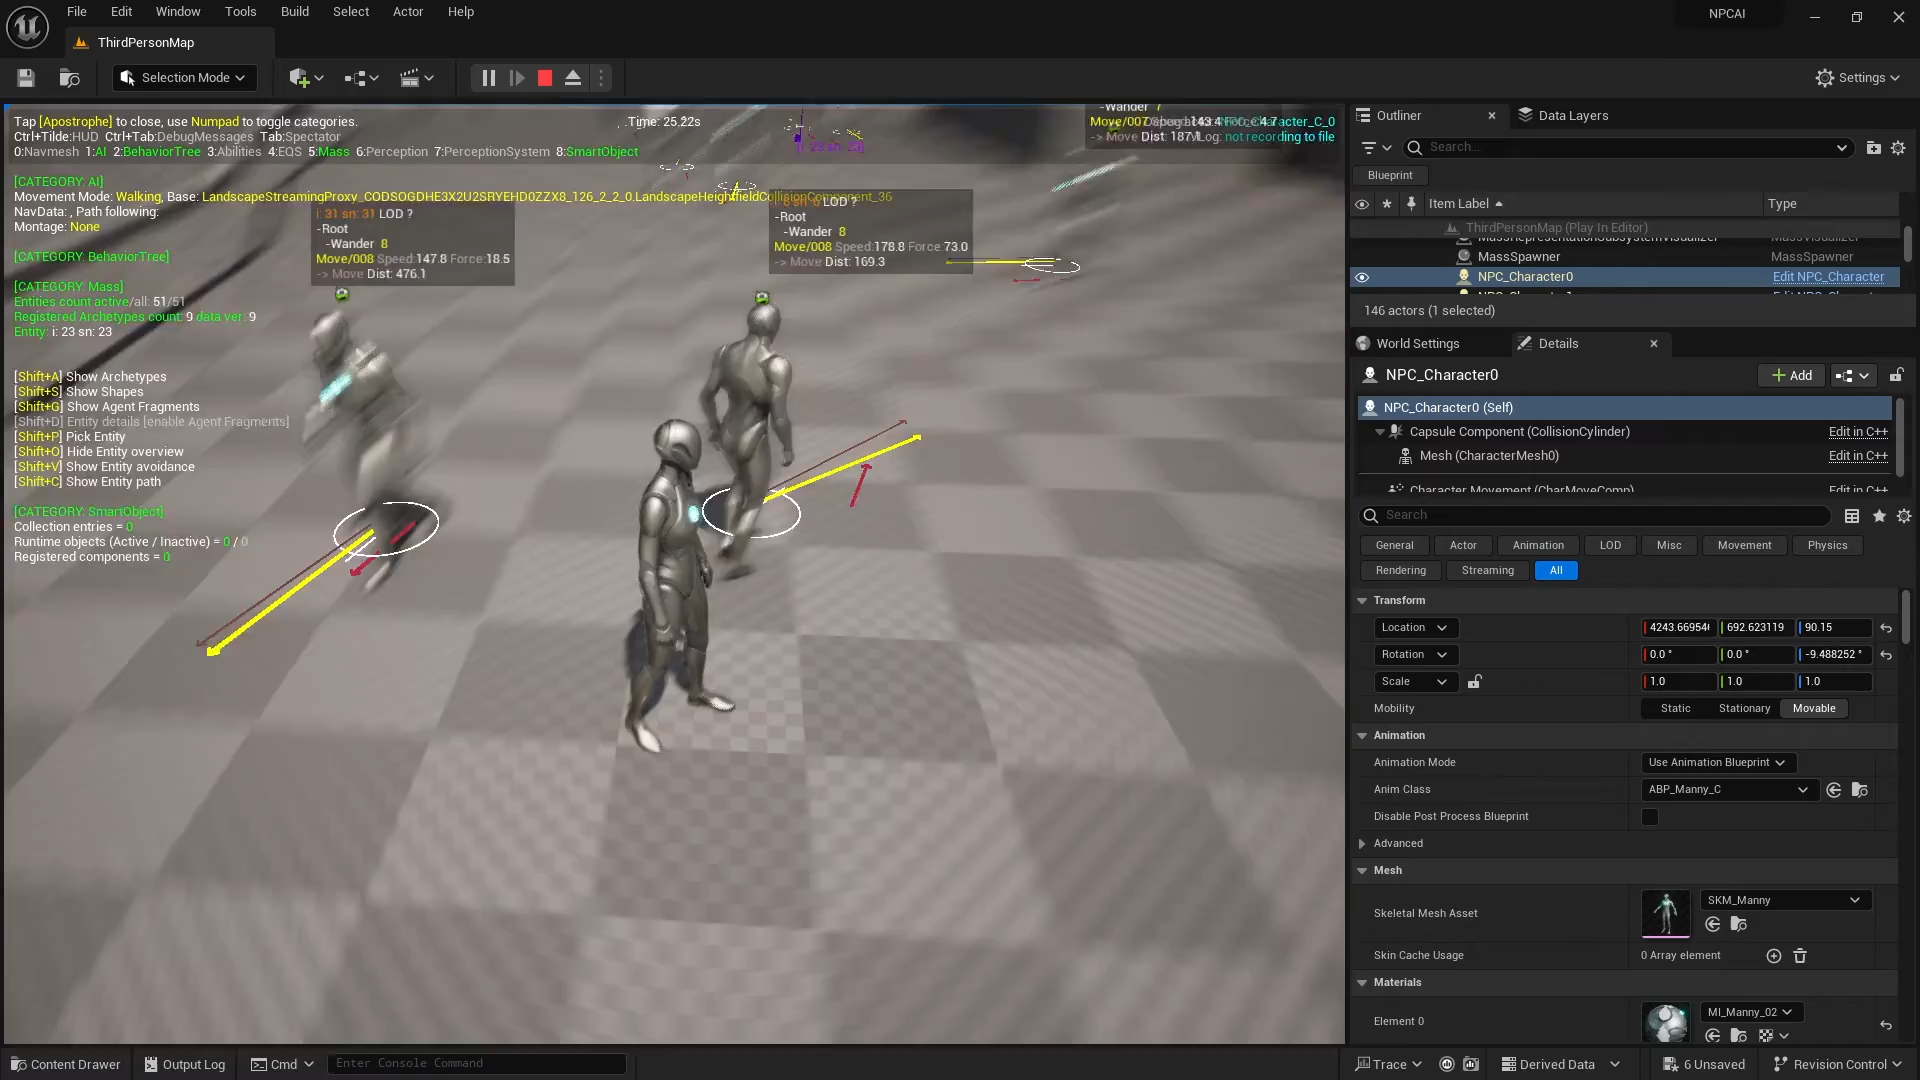 File Edit Window Tools Build Select Actor Help
NPCAI
ThirdPersonMap
Selection Mode
Settings
Tap [Apostrophe] to close, use Numpad to toggle categories.
Ctrl+Tilde:HUD Ctrl+Tab:DebugMessages Tab:Spectator
0:Navmesh 1:AI 2:BehaviorTree 3:Abilities 4:EQS 5:Mass 6:Perception 7:PerceptionSystem 8:SmartObject
.Time: 25.22s
-Wander 7
Move/007
-> Move Dist: 187.1
Log: not recording to file
[CATEGORY: AI]
Movement Mode: Walking, Base: LandscapeStreamingProxy_CODSOGDHE3X2U2SRYEHD0ZZX8_126_2_2_0.LandscapeHeightfieldCollisionComponent_36
NavData: , Path following:
Montage: None
[CATEGORY: BehaviorTree]
[CATEGORY: Mass]
Entities count active/all: 51/51
Registered Archetypes count: 9 data ver: 9
Entity: i: 23 sn: 23
[Shift+A] Show Archetypes
[Shift+S] Show Shapes
[Shift+G] Show Agent Fragments
[Shift+D] Entity details [enable Agent Fragments]
[Shift+P] Pick Entity
[Shift+O] Hide Entity overview
[Shift+V] Show Entity avoidance
[Shift+C] Show Entity path
[CATEGORY: SmartObject]
Collection entries = 0
Runtime objects (Active / Inactive) = 0 / 0
Registered components = 0
i: 31 sn: 31 LOD ?
-Root
-Wander 8
Move/008 Speed:147.8 Force:18.5
-> Move Dist: 476.1
LOD ?
-Root
-Wander 8
Move/008 Speed:178.8 Force 73.0
-> Move Dist: 169.3
Outliner
Data Layers
Search...
Blueprint
Item Label
Type
ThirdPersonMap (Play In Editor)
MassRepresentationSubsystemVisualizer MassVisualizer
MassSpawner MassSpawner
NPC_Character0 Edit NPC_Character
146 actors (1 selected)
World Settings
Details
NPC_Character0
Add
NPC_Character0 (Self)
Capsule Component (CollisionCylinder) Edit in C++
Mesh (CharacterMesh0) Edit in C++
Character Movement (CharMoveComp) Edit in C++
Search
General Actor Animation LOD Misc Movement Physics
Rendering Streaming All
Transform
Location 4243.66954 692.623119 90.15
Rotation 0.0 ° 0.0 ° -9.488252 °
Scale 1.0 1.0 1.0
Mobility Static Stationary Movable
Animation
Animation Mode Use Animation Blueprint
Anim Class ABP_Manny_C
Disable Post Process Blueprint
Advanced
Mesh
Skeletal Mesh Asset SKM_Manny
Skin Cache Usage 0 Array element
Materials
Element 0 MI_Manny_02
Content Drawer
Output Log
Cmd
Enter Console Command
Trace
Derived Data
6 Unsaved
Revision Control